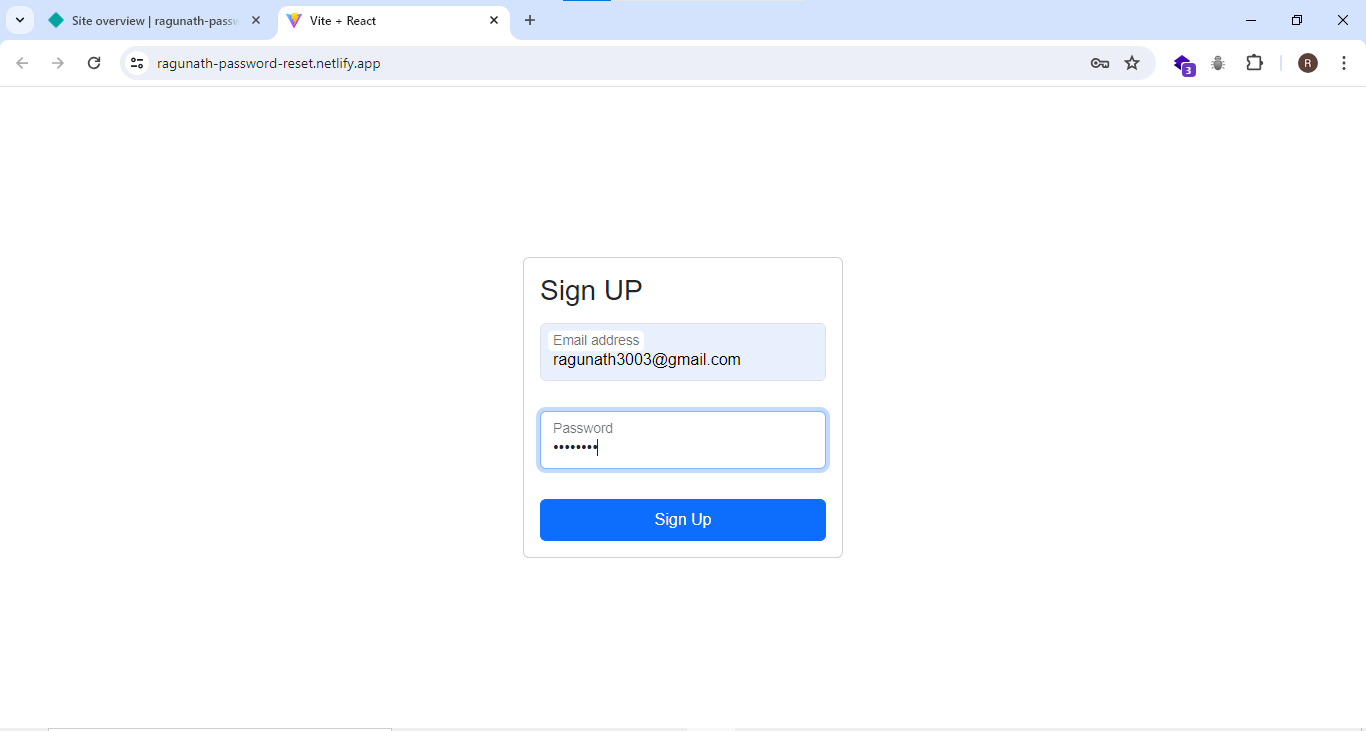 Site overview | ragunath-passw
Vite + React
ragunath-password-reset.netlify.app
3
R
Sign UP
Email address
ragunath3003@gmail.com
Password
••••••••
Sign Up